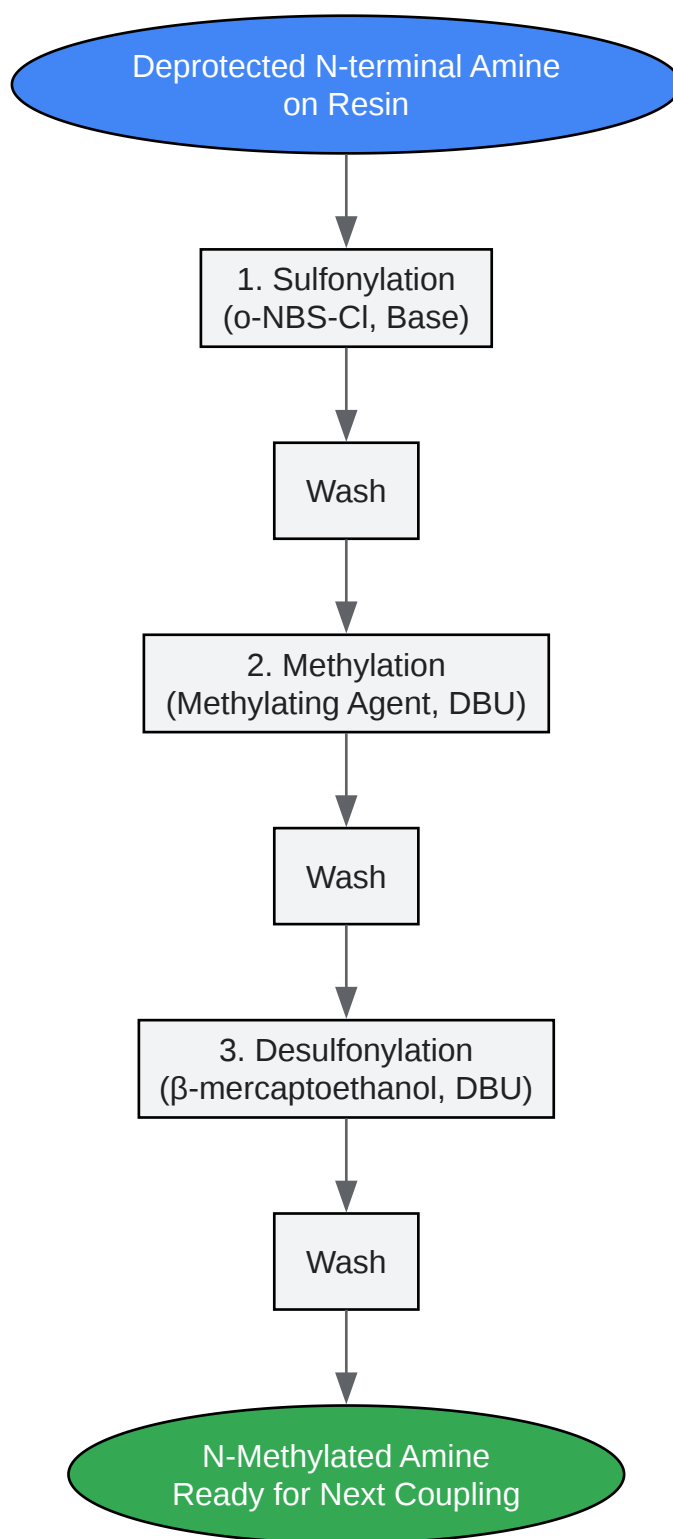 Deprotected N-terminal Amine
on Resin
1. Sulfonylation
(o-NBS-Cl, Base)
Wash
2. Methylation
(Methylating Agent, DBU)
Wash
3. Desulfonylation
(β-mercaptoethanol, DBU)
Wash
N-Methylated Amine
Ready for Next Coupling